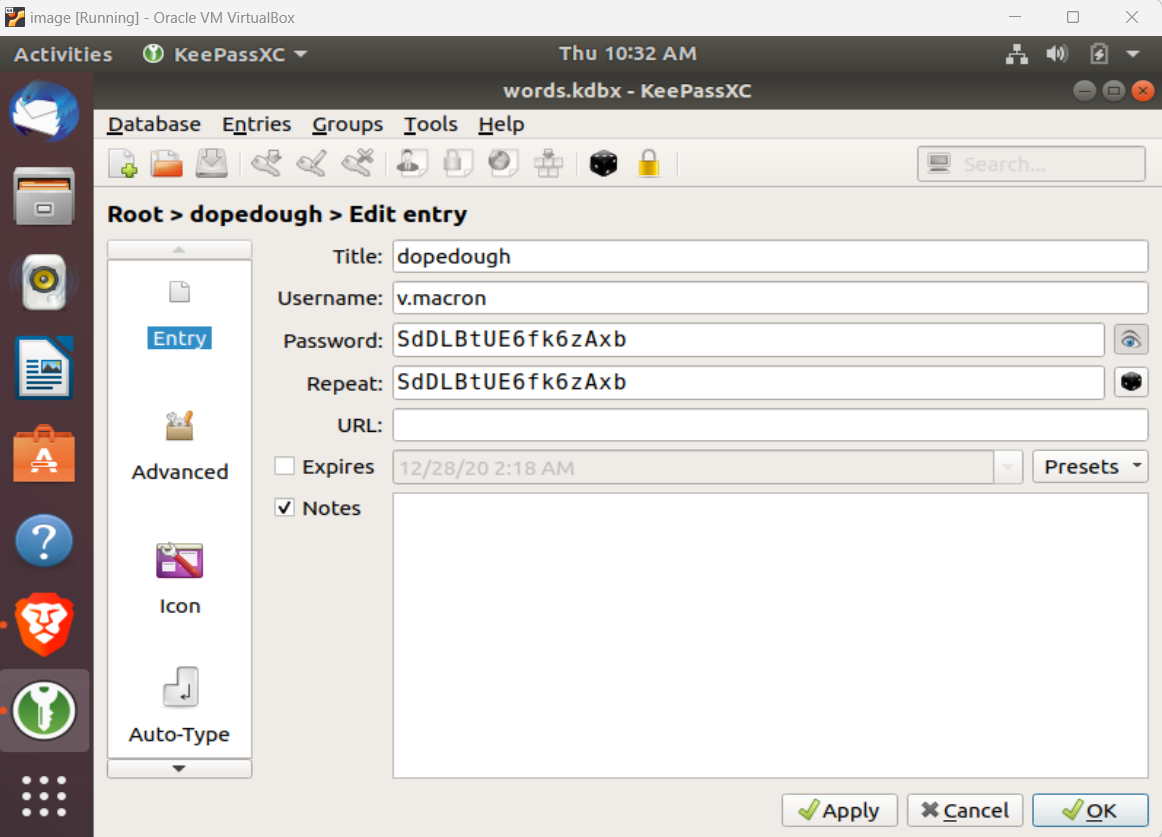 image [Running] - Oracle VM VirtualBox
Activities KeePassXC Thu 10:32 AM
words.kdbx - KeePassXC
Database Entries Groups Tools Help
Search...
Root > dopedough > Edit entry
Title: dopedough
Username: v.macron
Entry
Password: SdDLBtUE6fk6zAxb
Repeat: SdDLBtUE6fk6zAxb
URL:
Advanced
Expires 12/28/20 2:18 AM Presets
Notes
Icon
Auto-Type
Apply Cancel OK